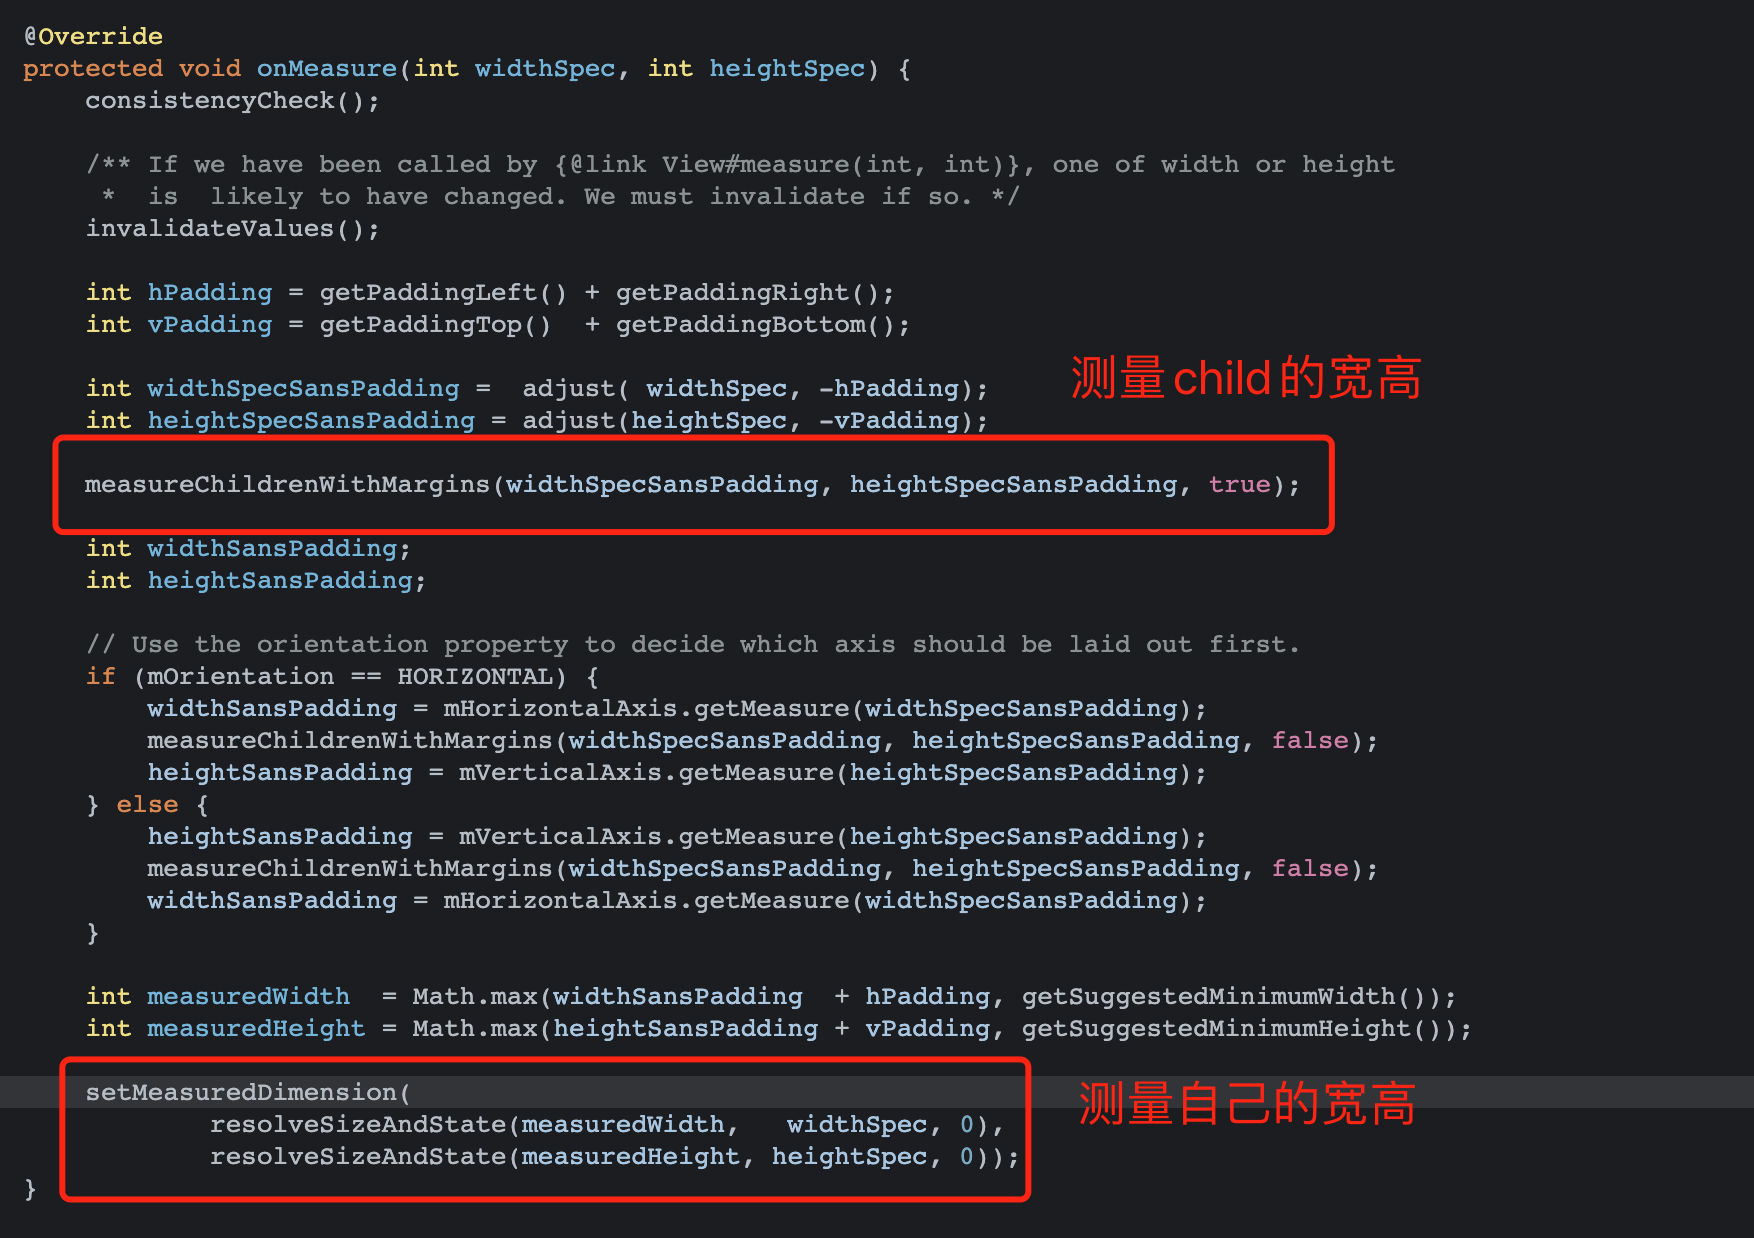 @Override
protected void onMeasure(int widthSpec, int heightSpec) {
    consistencyCheck();

    /** If we have been called by {@link View#measure(int, int)}, one of width or height
     *  is  likely to have changed. We must invalidate if so. */
    invalidateValues();

    int hPadding = getPaddingLeft() + getPaddingRight();
    int vPadding = getPaddingTop()  + getPaddingBottom();

测量child的宽高
    int widthSpecSansPadding =  adjust( widthSpec, -hPadding);
    int heightSpecSansPadding = adjust(heightSpec, -vPadding);

    measureChildrenWithMargins(widthSpecSansPadding, heightSpecSansPadding, true);

    int widthSansPadding;
    int heightSansPadding;

    // Use the orientation property to decide which axis should be laid out first.
    if (mOrientation == HORIZONTAL) {
        widthSansPadding = mHorizontalAxis.getMeasure(widthSpecSansPadding);
        measureChildrenWithMargins(widthSpecSansPadding, heightSpecSansPadding, false);
        heightSansPadding = mVerticalAxis.getMeasure(heightSpecSansPadding);
    } else {
        heightSansPadding = mVerticalAxis.getMeasure(heightSpecSansPadding);
        measureChildrenWithMargins(widthSpecSansPadding, heightSpecSansPadding, false);
        widthSansPadding = mHorizontalAxis.getMeasure(widthSpecSansPadding);
    }

    int measuredWidth  = Math.max(widthSansPadding  + hPadding, getSuggestedMinimumWidth());
    int measuredHeight = Math.max(heightSansPadding + vPadding, getSuggestedMinimumHeight());

    setMeasuredDimension(
测量自己的宽高
            resolveSizeAndState(measuredWidth,   widthSpec, 0),
            resolveSizeAndState(measuredHeight, heightSpec, 0));
}